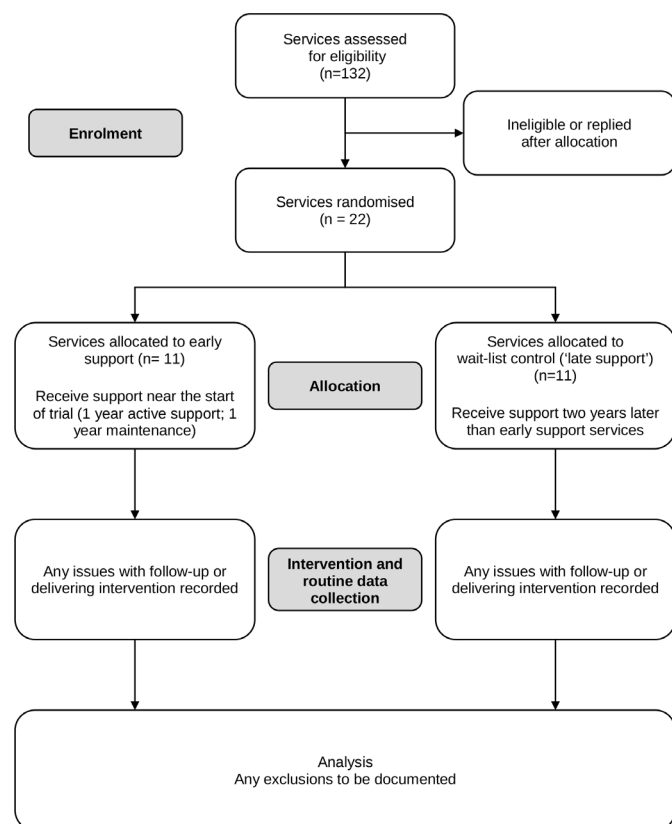 Services assessed
for eligibility
(n=132)
Enrolment
Ineligible or replied
after allocation
Services randomised
(n = 22)
Services allocated to early
support (n= 11)
Receive support near the start
of trial (1 year active support; 1
year maintenance)
Allocation
Services allocated to
wait-list control (‘late support’)
(n=11)
Receive support two years later
than early support services
Any issues with follow-up or
delivering intervention recorded
Intervention and
routine data
collection
Any issues with follow-up or
delivering intervention recorded
Analysis
Any exclusions to be documented